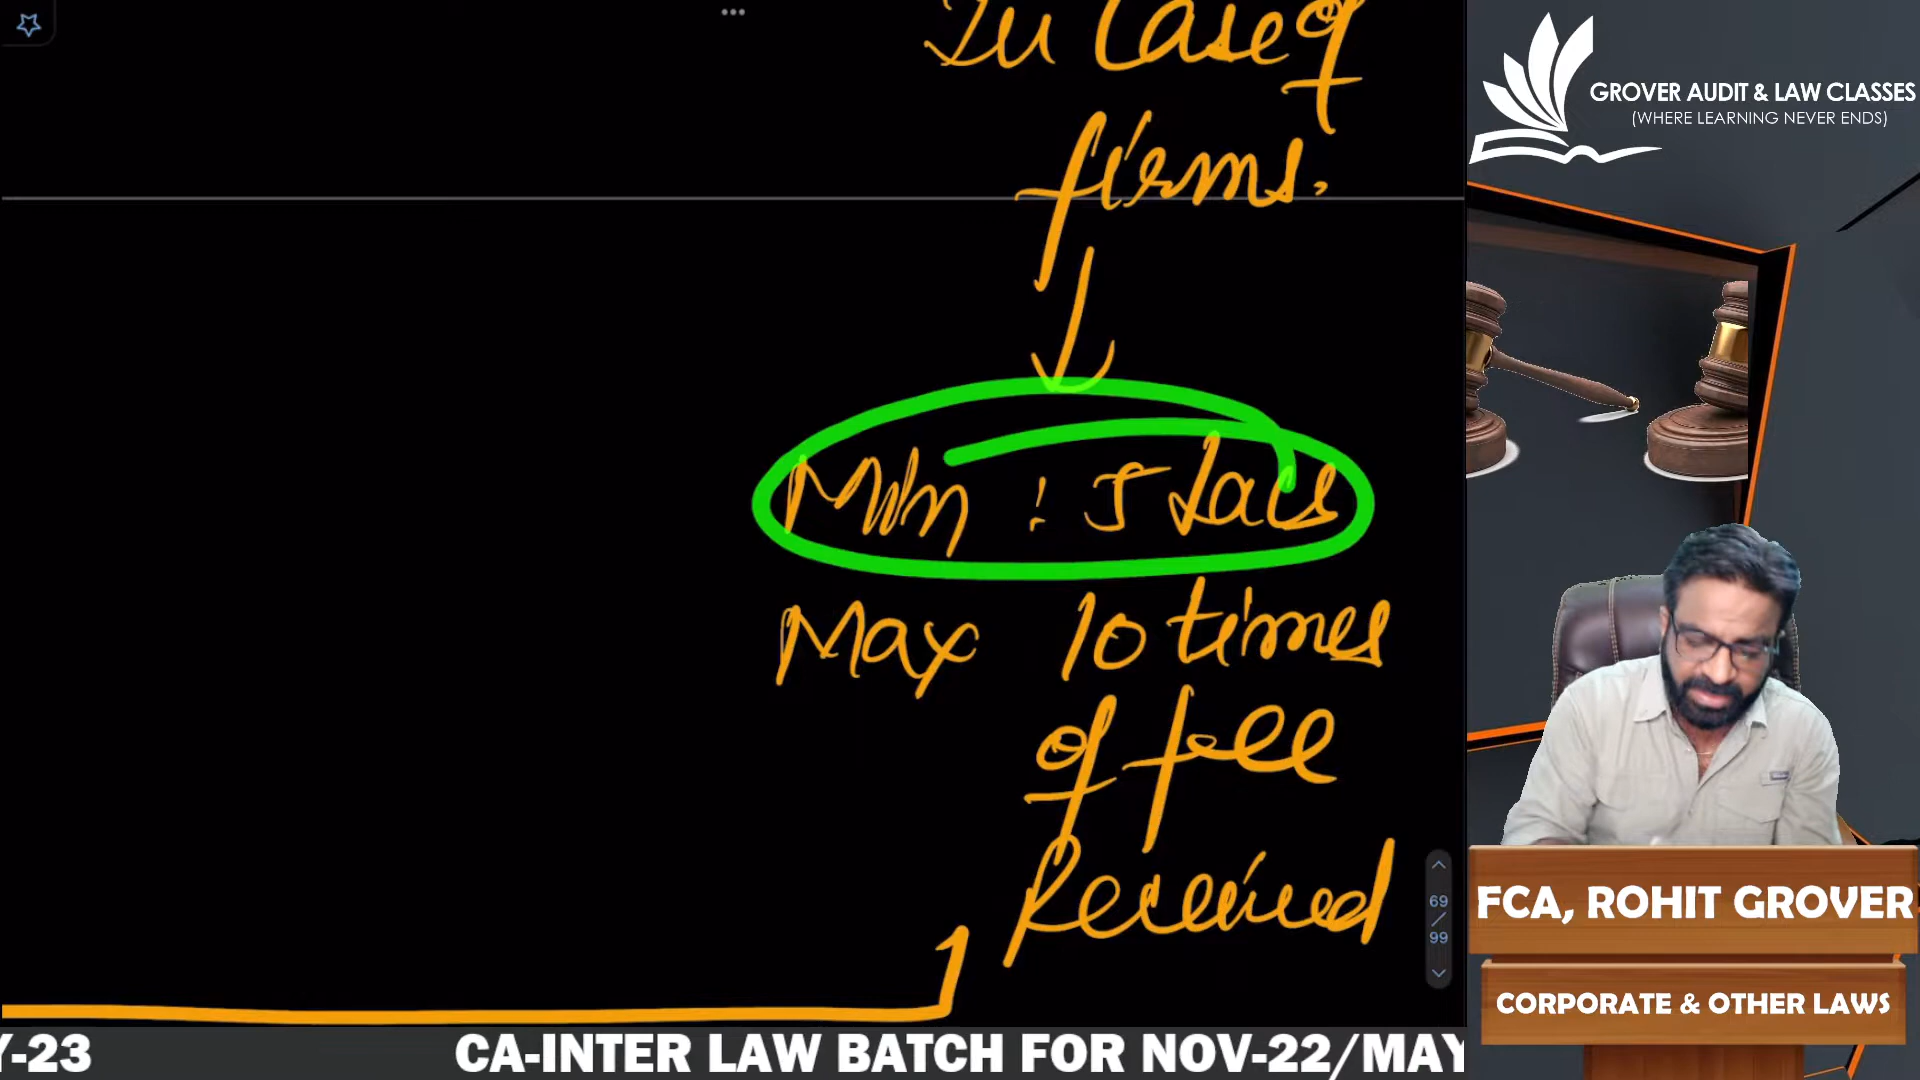 In Case of
firms.
Min : 5 Lacs
Max 10 times
of fee
Received
69
99
GROVER AUDIT & LAW CLASSES
(WHERE LEARNING NEVER ENDS)
FCA, ROHIT GROVER
CORPORATE & OTHER LAWS
Y-23 CA-INTER LAW BATCH FOR NOV-22/MAY